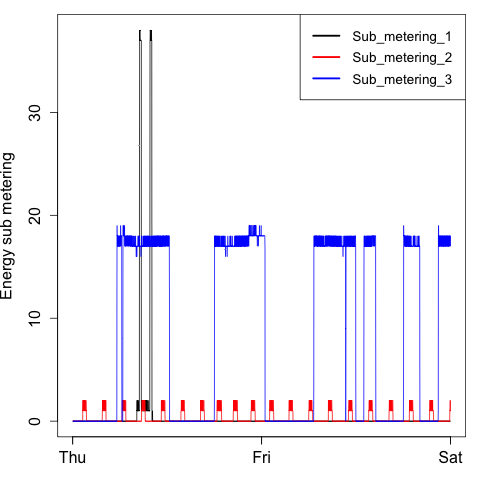 Sub_metering_1
Sub_metering_2
Sub_metering_3
Energy sub metering
30
20
10
0
Thu Fri Sat